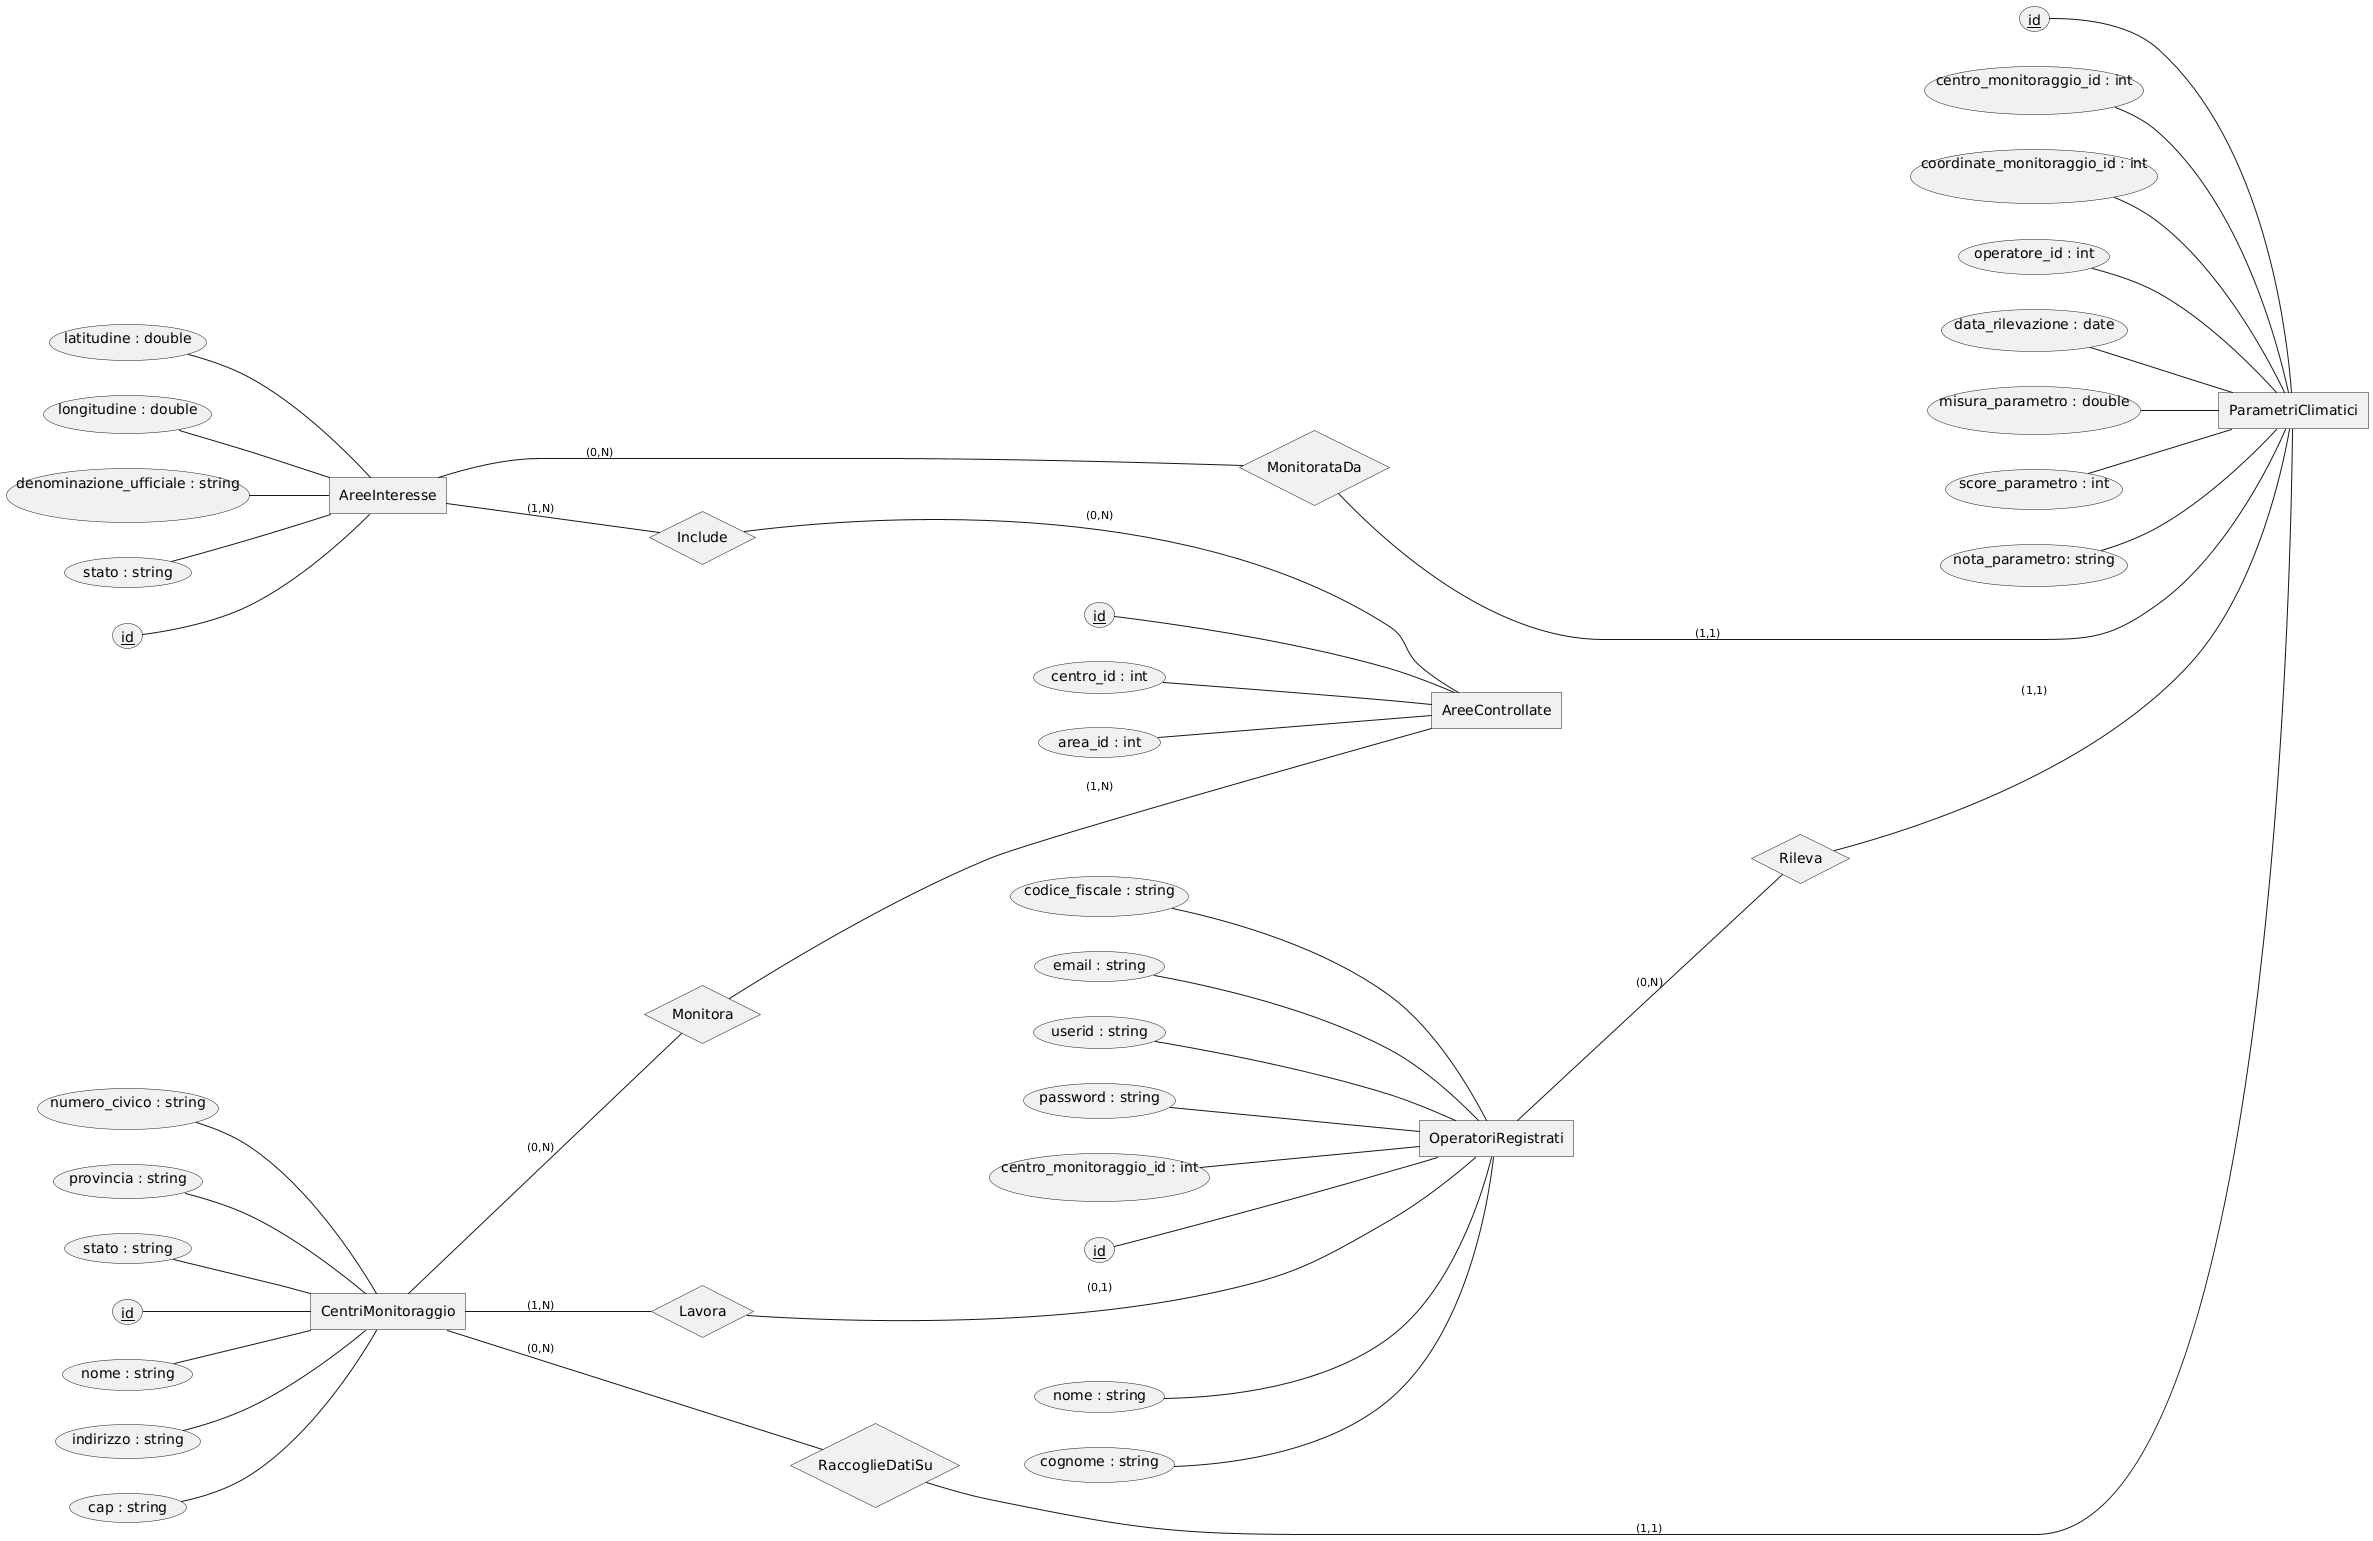 id
centro_monitoraggio_id : int
coordinate_monitoraggio_id : int
operatore_id : int
data_rilevazione : date
misura_parametro : double
score_parametro : int
nota_parametro: string
ParametriClimatici
latitudine : double
longitudine : double
denominazione_ufficiale : string
stato : string
id
AreeInteresse
(0,N)
MonitorataDa
(1,1)
(1,N)
Include
(0,N)
id
centro_id : int
area_id : int
AreeControllate
(1,N)
Monitora
(0,N)
(1,1)
Rileva
(0,N)
codice_fiscale : string
email : string
userid : string
password : string
centro_monitoraggio_id : int
id
OperatoriRegistrati
nome : string
cognome : string
numero_civico : string
provincia : string
stato : string
id
nome : string
indirizzo : string
cap : string
CentriMonitoraggio
(1,N)
Lavora
(0,1)
(0,N)
RaccoglieDatiSu
(1,1)